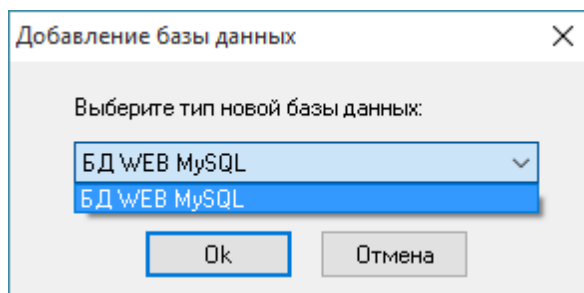 Добавление базы данных
Выберите тип новой базы данных:
БД WEB MySQL
БД WEB MySQL
Ok Отмена